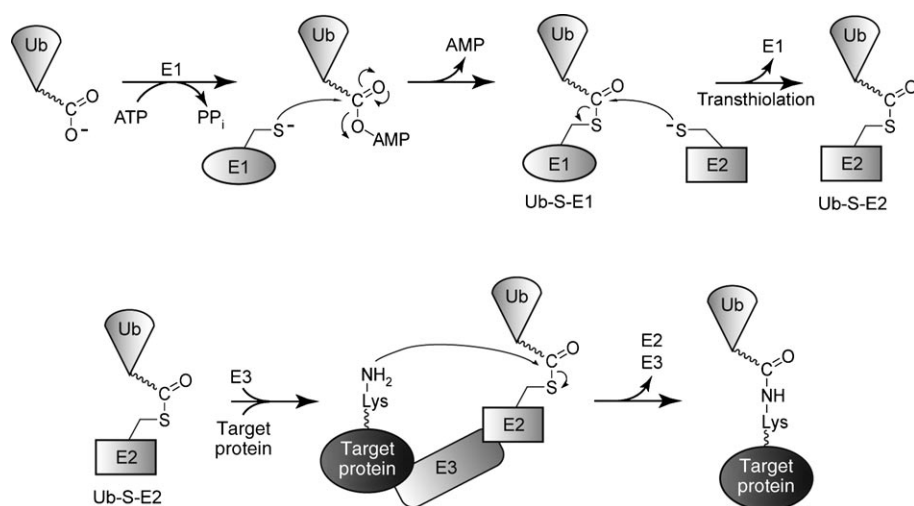 Ub
C
O
O⁻
E1
ATP
PPi
Ub
C
O
O
AMP
S⁻
E1
AMP
Ub
C
O
S
E1
Ub-S-E1
⁻S
E2
E1
Transthiolation
Ub
C
O
S
E2
Ub-S-E2
Ub
C
O
S
E2
Ub-S-E2
E3
Target
protein
NH2
Lys
Target
protein
E3
Ub
C
O
S
E2
E2
E3
Ub
C
O
NH
Lys
Target
protein